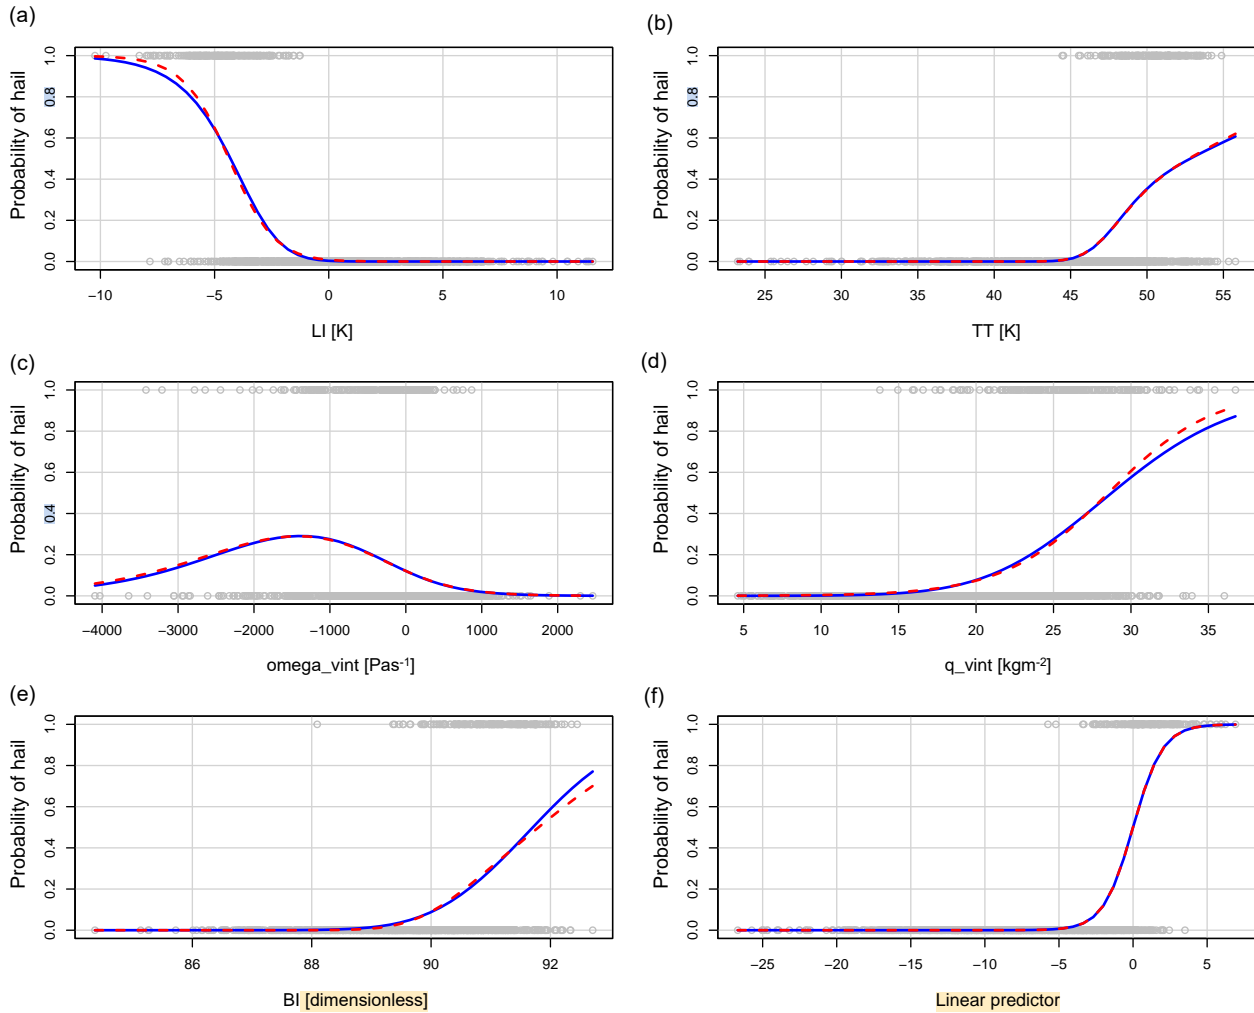 (a)
Probability of hail
1.0
0.8
0.6
0.4
0.2
0.0
−10 −5 0 5 10
LI [K]
(b)
Probability of hail
1.0
0.8
0.6
0.4
0.2
0.0
25 30 35 40 45 50 55
TT [K]
(c)
Probability of hail
1.0
0.8
0.6
0.4
0.2
0.0
−4000 −3000 −2000 −1000 0 1000 2000
omega_vint [Pas⁻¹]
(d)
Probability of hail
1.0
0.8
0.6
0.4
0.2
0.0
5 10 15 20 25 30 35
q_vint [kgm⁻²]
(e)
Probability of hail
1.0
0.8
0.6
0.4
0.2
0.0
86 88 90 92
BI [dimensionless]
(f)
Probability of hail
1.0
0.8
0.6
0.4
0.2
0.0
−25 −20 −15 −10 −5 0 5
Linear predictor